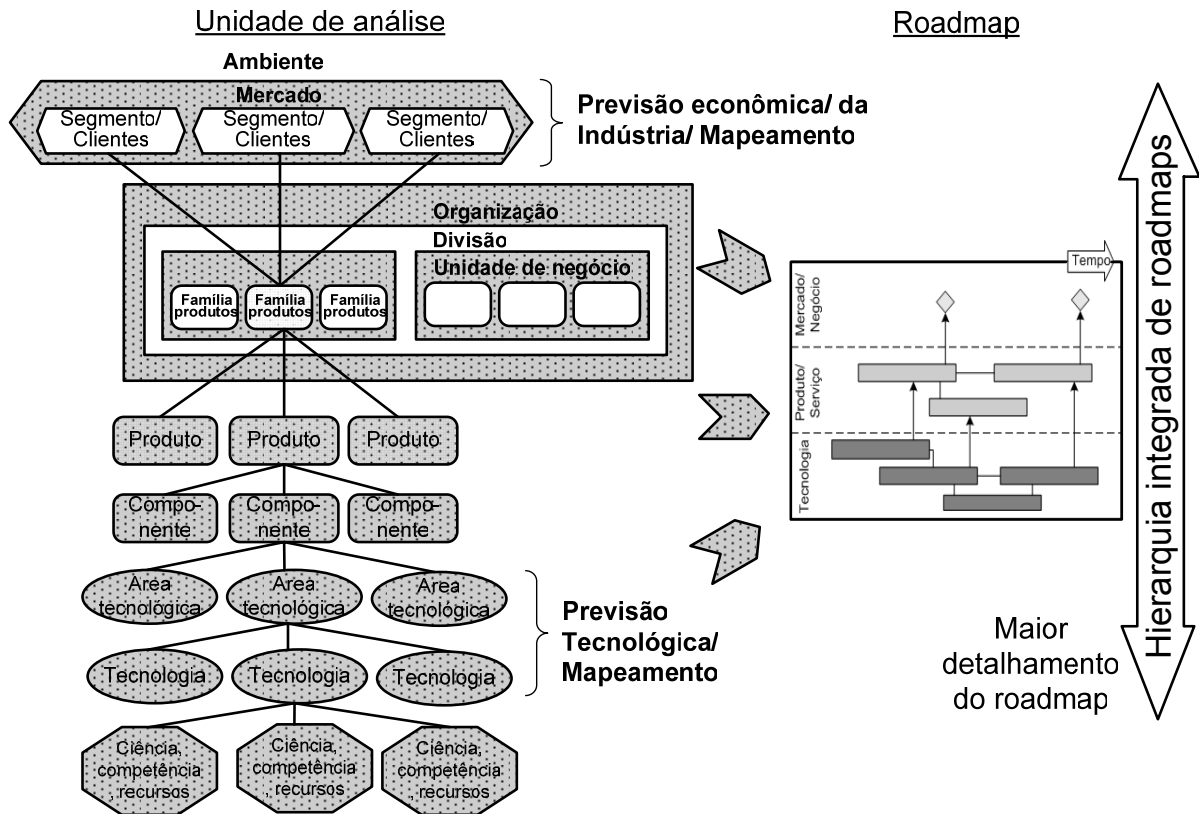 Unidade de análise
Roadmap
Ambiente
Mercado
Segmento/
Clientes
Segmento/
Clientes
Segmento/
Clientes
Previsão econômica/ da
Indústria/ Mapeamento
Organização
Divisão
Unidade de negócio
Família
produtos
Família
produtos
Família
produtos
Produto
Produto
Produto
Compo-
nente
Compo-
nente
Compo-
nente
Area
tecnológica
Area
tecnológica
Area
tecnológica
Tecnologia
Tecnologia
Tecnologia
Previsão
Tecnológica/
Mapeamento
Ciência,
competência
, recursos
Ciência,
competência
, recursos
Ciência,
competência
, recursos
Tempo
Mercado/
Negócio
Produto/
Serviço
Tecnologia
Maior
detalhamento
do roadmap
Hierarquia integrada de roadmaps